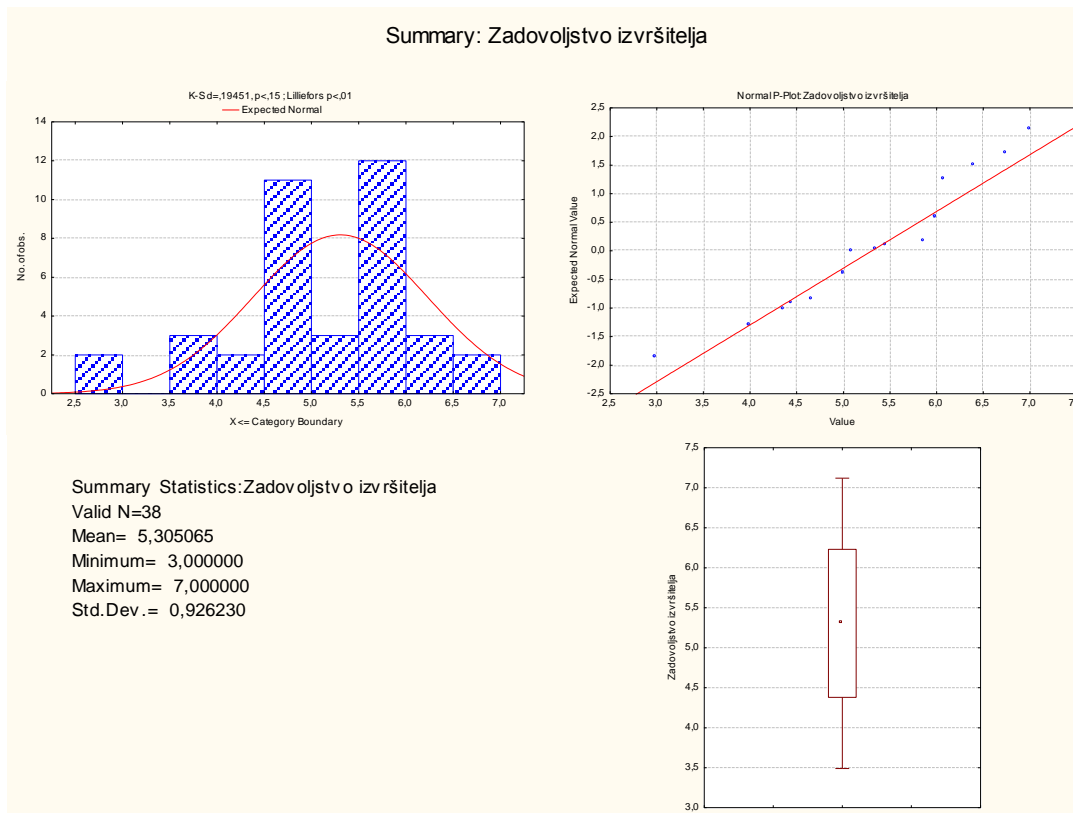 Summary: Zadovoljstvo izvršitelja
K-S d=,19451, p<,15 ; Lilliefors p<,01
Expected Normal
14
12
10
8
6
4
2
0
No. of obs.
2,5 3,0 3,5 4,0 4,5 5,0 5,5 6,0 6,5 7,0
X <= Category Boundary
Normal P-Plot: Zadovoljstvo izvršitelja
2,5
2,0
1,5
1,0
0,5
0,0
-0,5
-1,0
-1,5
-2,0
-2,5
Expected Normal Value
2,5 3,0 3,5 4,0 4,5 5,0 5,5 6,0 6,5 7,0
Value
Summary Statistics:Zadovoljstvo izvršitelja
Valid N=38
Mean= 5,305065
Minimum= 3,000000
Maximum= 7,000000
Std.Dev.= 0,926230
7,5
7,0
6,5
6,0
5,5
5,0
4,5
4,0
3,5
3,0
Zadovoljstvo izvršitelja